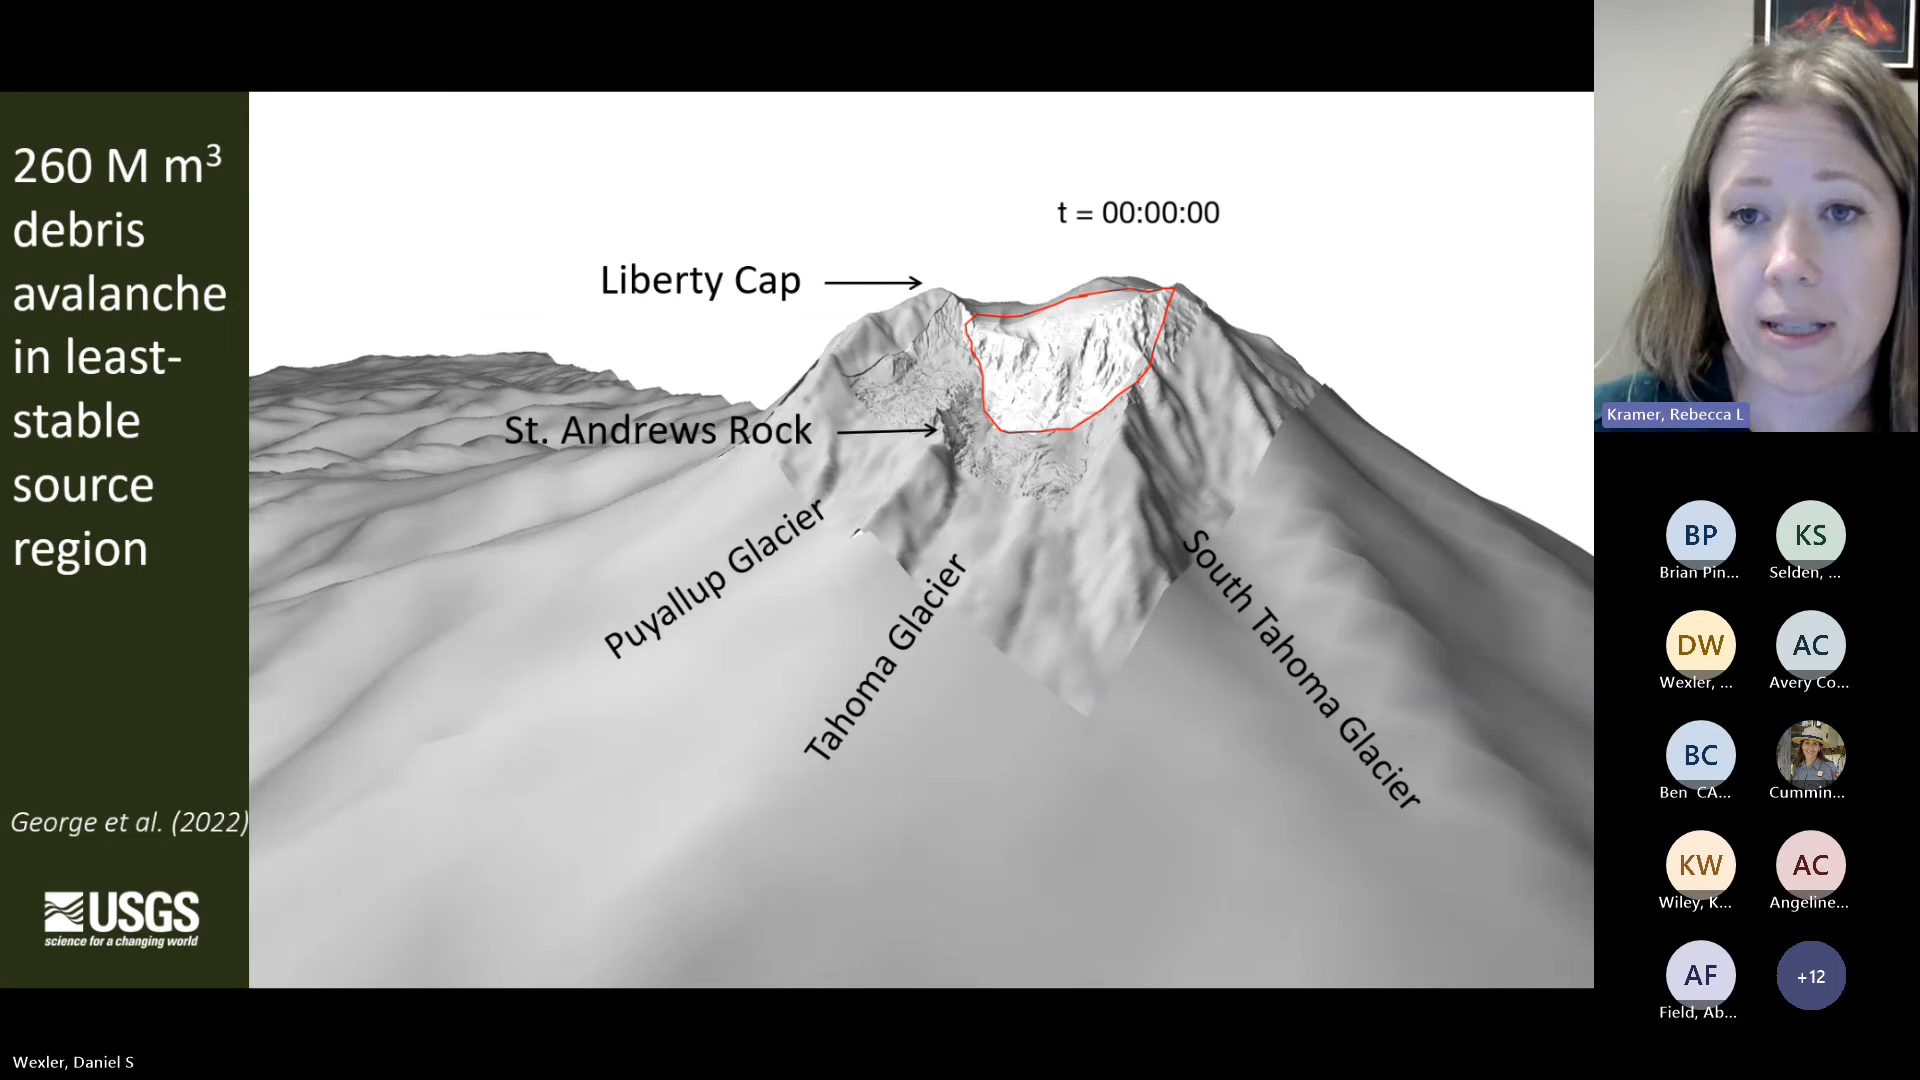 260 M m³
debris
avalanche
in least-
stable
source
region
George et al. (2022)
USGS
science for a changing world
t = 00:00:00
Liberty Cap
St. Andrews Rock
Puyallup Glacier
Tahoma Glacier
South Tahoma Glacier
Kramer, Rebecca L
BP
Brian Pin...
KS
Selden, ...
DW
Wexler, ...
AC
Avery Co...
BC
Ben CA...
Cummin...
KW
Wiley, K...
AC
Angeline...
AF
Field, Ab...
+12
Wexler, Daniel S